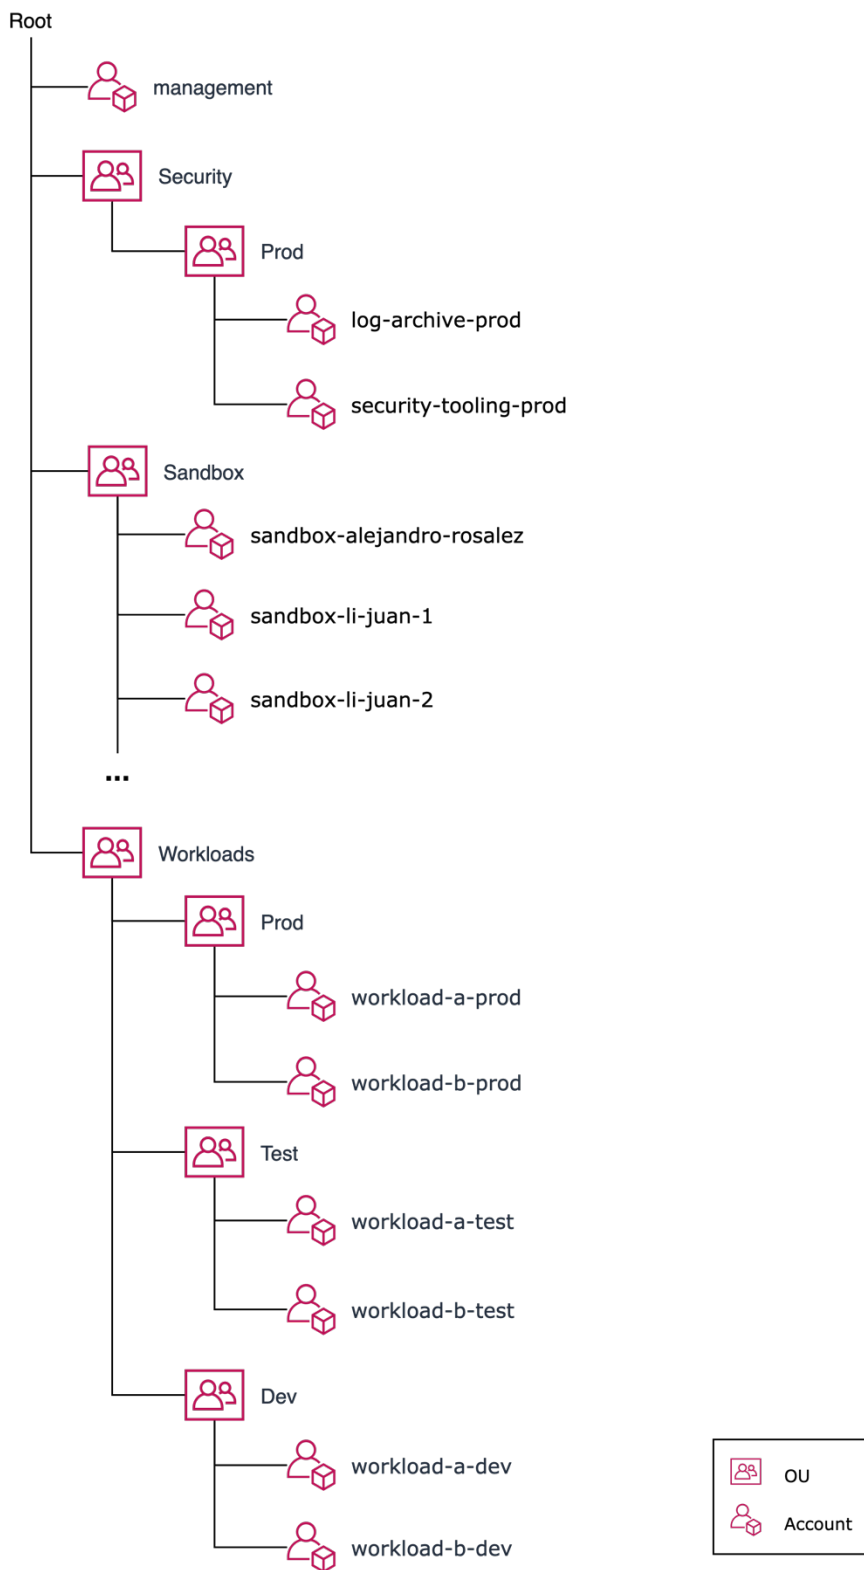 Root
management
Security
Prod
log-archive-prod
security-tooling-prod
Sandbox
sandbox-alejandro-rosalez
sandbox-li-juan-1
sandbox-li-juan-2
...
Workloads
Prod
workload-a-prod
workload-b-prod
Test
workload-a-test
workload-b-test
Dev
workload-a-dev
workload-b-dev
OU
Account